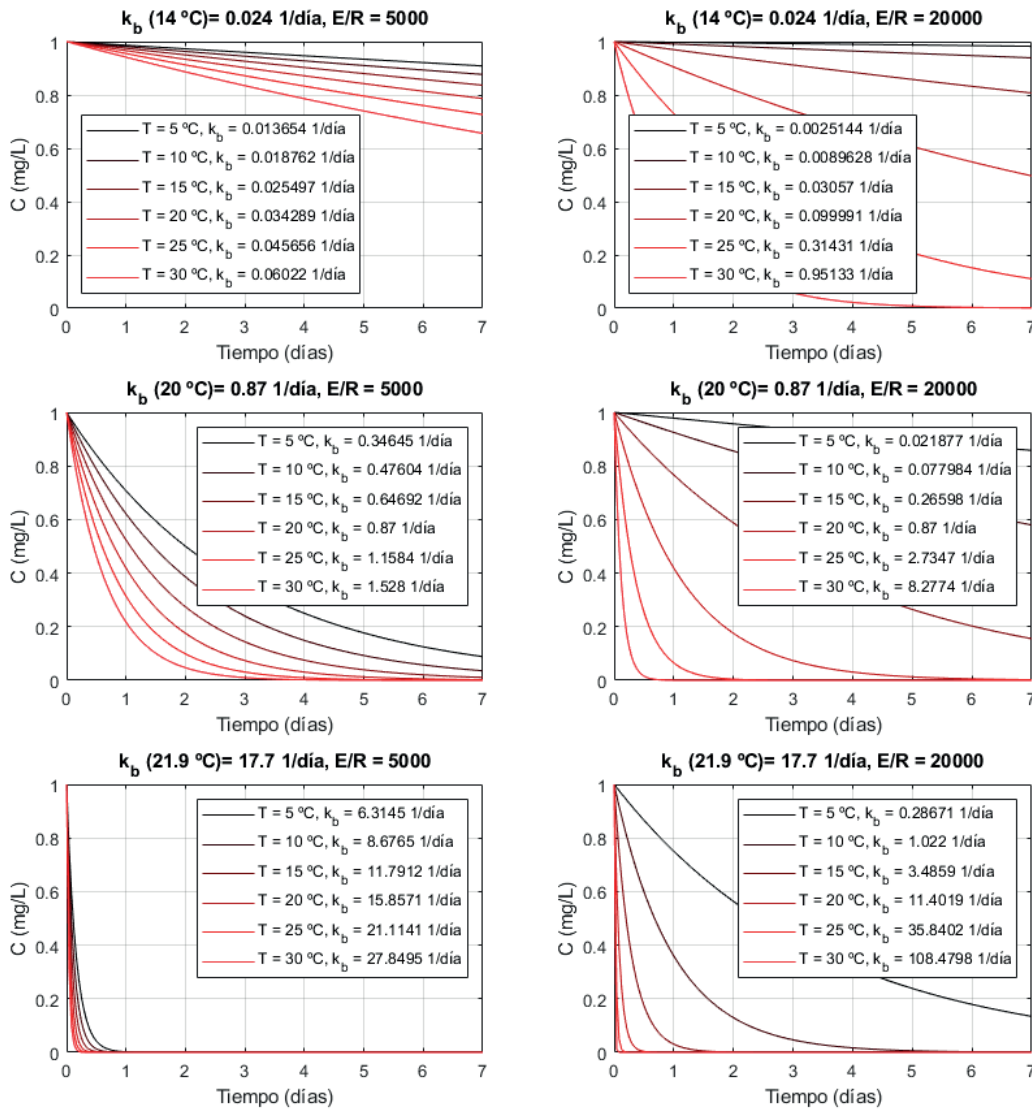 k_b (14 ºC)= 0.024 1/día, E/R = 5000
C (mg/L)
1
0.8
0.6
0.4
0.2
0
T = 5 ºC, k_b = 0.013654 1/día
T = 10 ºC, k_b = 0.018762 1/día
T = 15 ºC, k_b = 0.025497 1/día
T = 20 ºC, k_b = 0.034289 1/día
T = 25 ºC, k_b = 0.045656 1/día
T = 30 ºC, k_b = 0.06022 1/día
0 1 2 3 4 5 6 7
Tiempo (días)
k_b (14 ºC)= 0.024 1/día, E/R = 20000
C (mg/L)
1
0.8
0.6
0.4
0.2
0
T = 5 ºC, k_b = 0.0025144 1/día
T = 10 ºC, k_b = 0.0089628 1/día
T = 15 ºC, k_b = 0.03057 1/día
T = 20 ºC, k_b = 0.099991 1/día
T = 25 ºC, k_b = 0.31431 1/día
T = 30 ºC, k_b = 0.95133 1/día
0 1 2 3 4 5 6 7
Tiempo (días)
k_b (20 ºC)= 0.87 1/día, E/R = 5000
C (mg/L)
1
0.8
0.6
0.4
0.2
0
T = 5 ºC, k_b = 0.34645 1/día
T = 10 ºC, k_b = 0.47604 1/día
T = 15 ºC, k_b = 0.64692 1/día
T = 20 ºC, k_b = 0.87 1/día
T = 25 ºC, k_b = 1.1584 1/día
T = 30 ºC, k_b = 1.528 1/día
0 1 2 3 4 5 6 7
Tiempo (días)
k_b (20 ºC)= 0.87 1/día, E/R = 20000
C (mg/L)
1
0.8
0.6
0.4
0.2
0
T = 5 ºC, k_b = 0.021877 1/día
T = 10 ºC, k_b = 0.077984 1/día
T = 15 ºC, k_b = 0.26598 1/día
T = 20 ºC, k_b = 0.87 1/día
T = 25 ºC, k_b = 2.7347 1/día
T = 30 ºC, k_b = 8.2774 1/día
0 1 2 3 4 5 6 7
Tiempo (días)
k_b (21.9 ºC)= 17.7 1/día, E/R = 5000
C (mg/L)
1
0.8
0.6
0.4
0.2
0
T = 5 ºC, k_b = 6.3145 1/día
T = 10 ºC, k_b = 8.6765 1/día
T = 15 ºC, k_b = 11.7912 1/día
T = 20 ºC, k_b = 15.8571 1/día
T = 25 ºC, k_b = 21.1141 1/día
T = 30 ºC, k_b = 27.8495 1/día
0 1 2 3 4 5 6 7
Tiempo (días)
k_b (21.9 ºC)= 17.7 1/día, E/R = 20000
C (mg/L)
1
0.8
0.6
0.4
0.2
0
T = 5 ºC, k_b = 0.28671 1/día
T = 10 ºC, k_b = 1.022 1/día
T = 15 ºC, k_b = 3.4859 1/día
T = 20 ºC, k_b = 11.4019 1/día
T = 25 ºC, k_b = 35.8402 1/día
T = 30 ºC, k_b = 108.4798 1/día
0 1 2 3 4 5 6 7
Tiempo (días)